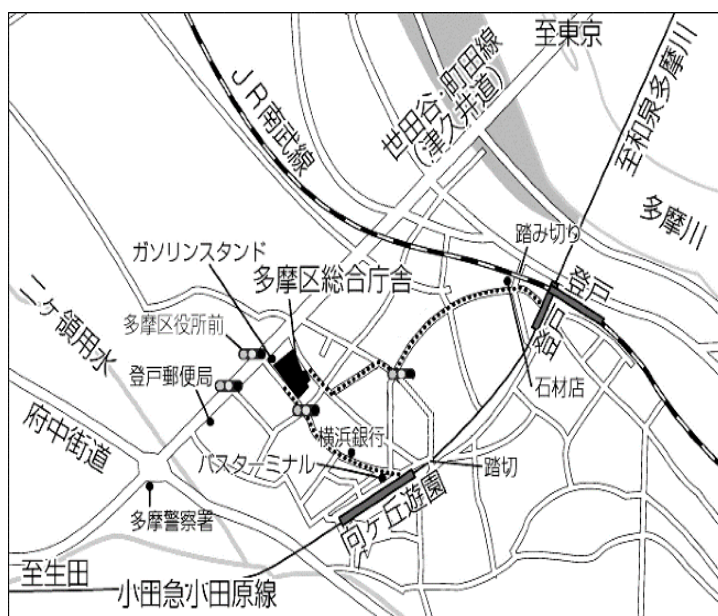 至東京
世田谷・町田線
（津久井道）
JR南武線
至和泉多摩川
多摩川
踏み切り
登戸
登戸
ガソリンスタンド
多摩区総合庁舎
二ヶ領用水
多摩区役所前
登戸郵便局
石材店
府中街道
横浜銀行
バスターミナル
踏切
向ヶ丘遊園
多摩警察署
至生田
小田急小田原線